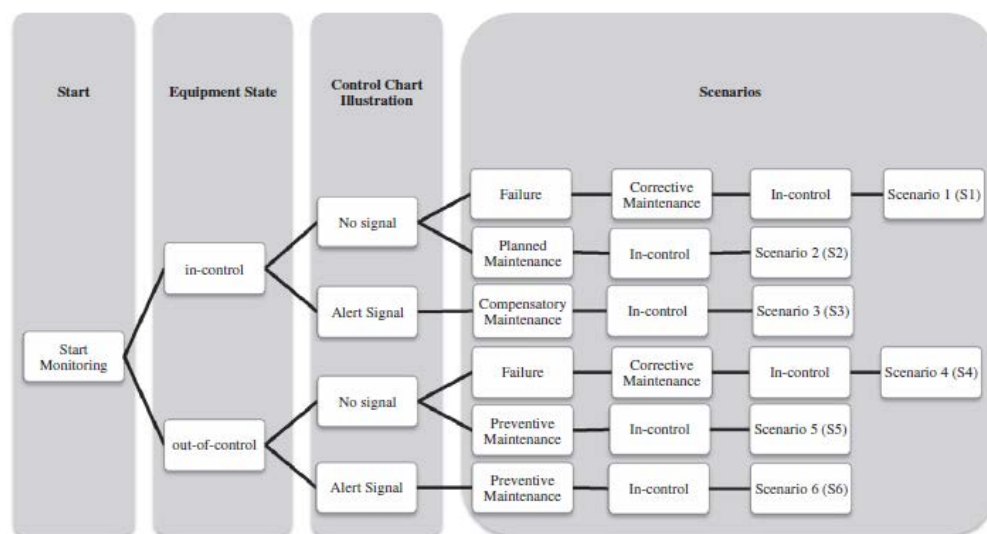 Start
Equipment State
Control Chart
Illustration
Scenarios
Start
Monitoring
in-control
out-of-control
No signal
Alert Signal
No signal
Alert Signal
Failure
Corrective
Maintenance
In-control
Scenario 1 (S1)
Planned
Maintenance
In-control
Scenario 2 (S2)
Compensatory
Maintenance
In-control
Scenario 3 (S3)
Failure
Corrective
Maintenance
In-control
Scenario 4 (S4)
Preventive
Maintenance
In-control
Scenario 5 (S5)
Preventive
Maintenance
In-control
Scenario 6 (S6)